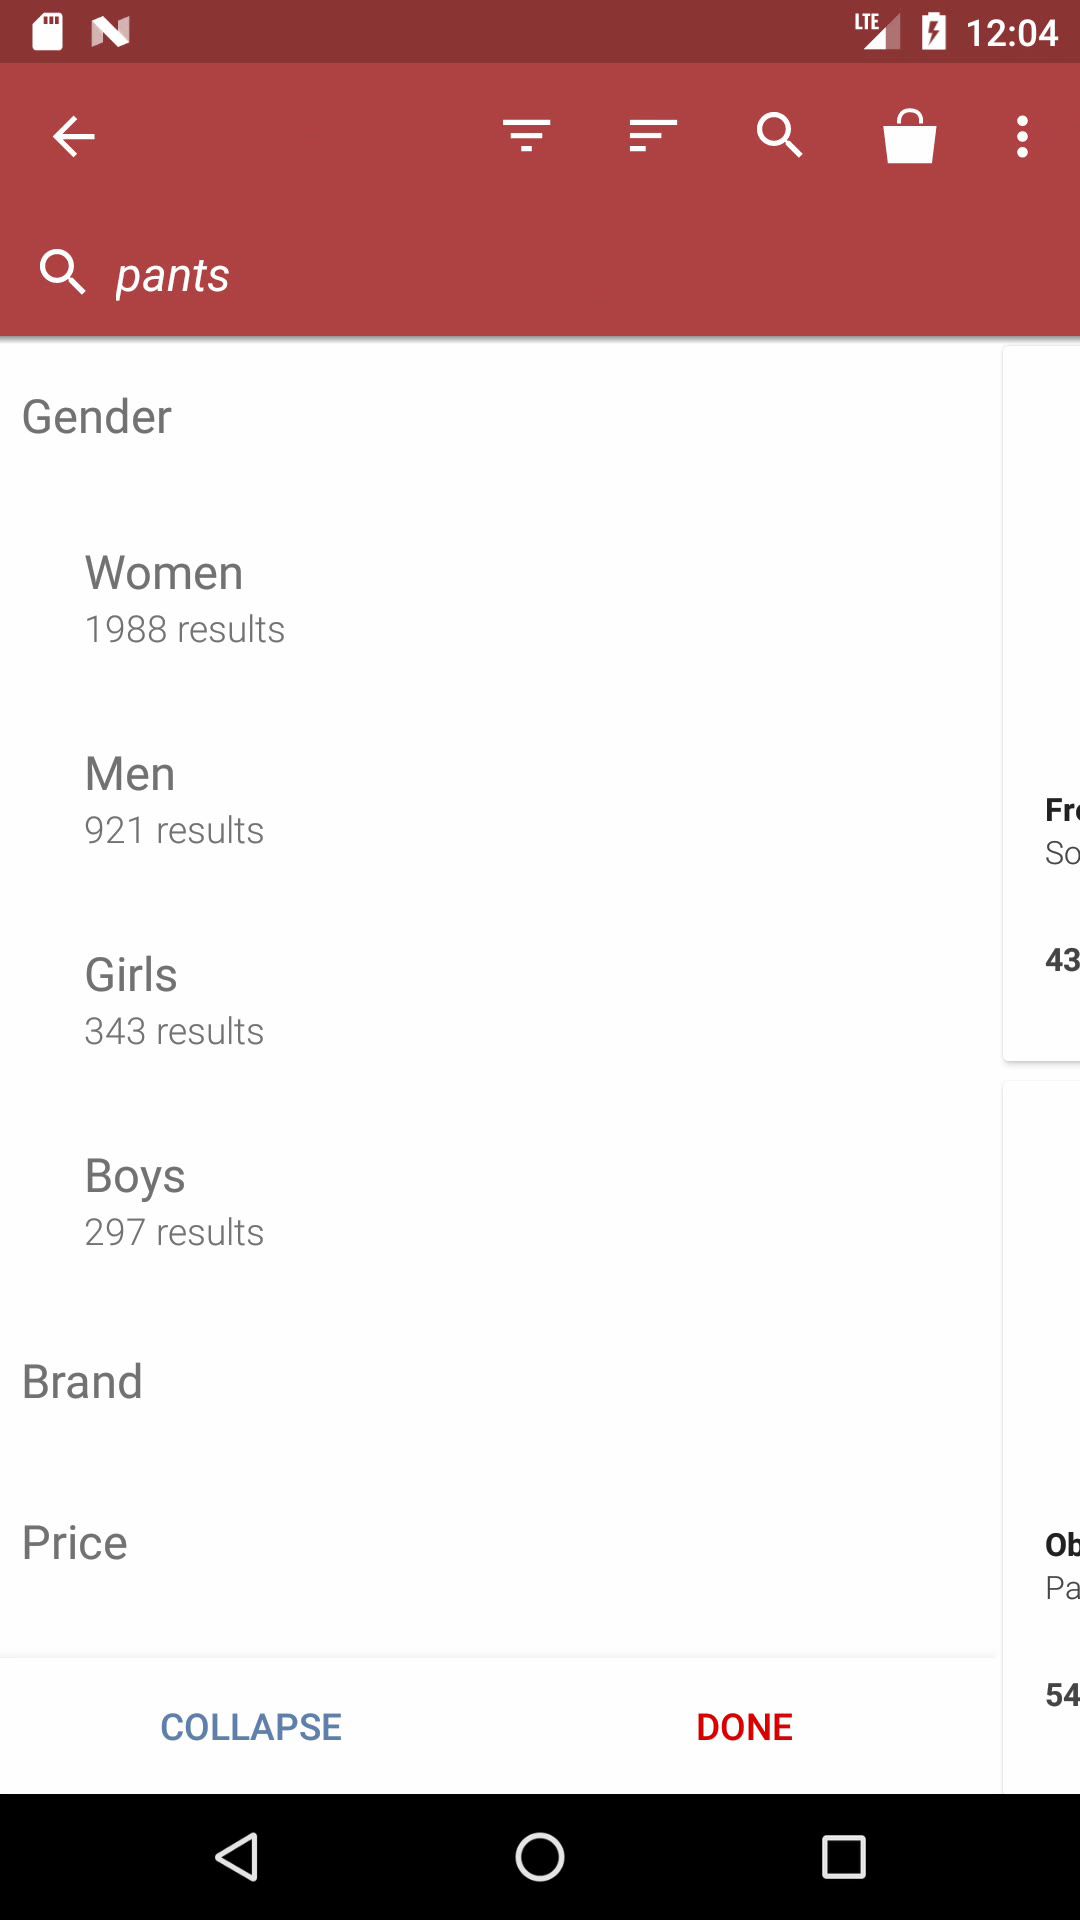 LTE 12:04
pants
Gender
Women
1988 results
Men
921 results
Girls
343 results
Boys
297 results
Brand
Price
COLLAPSE DONE
So
43
Ob
Pa
54